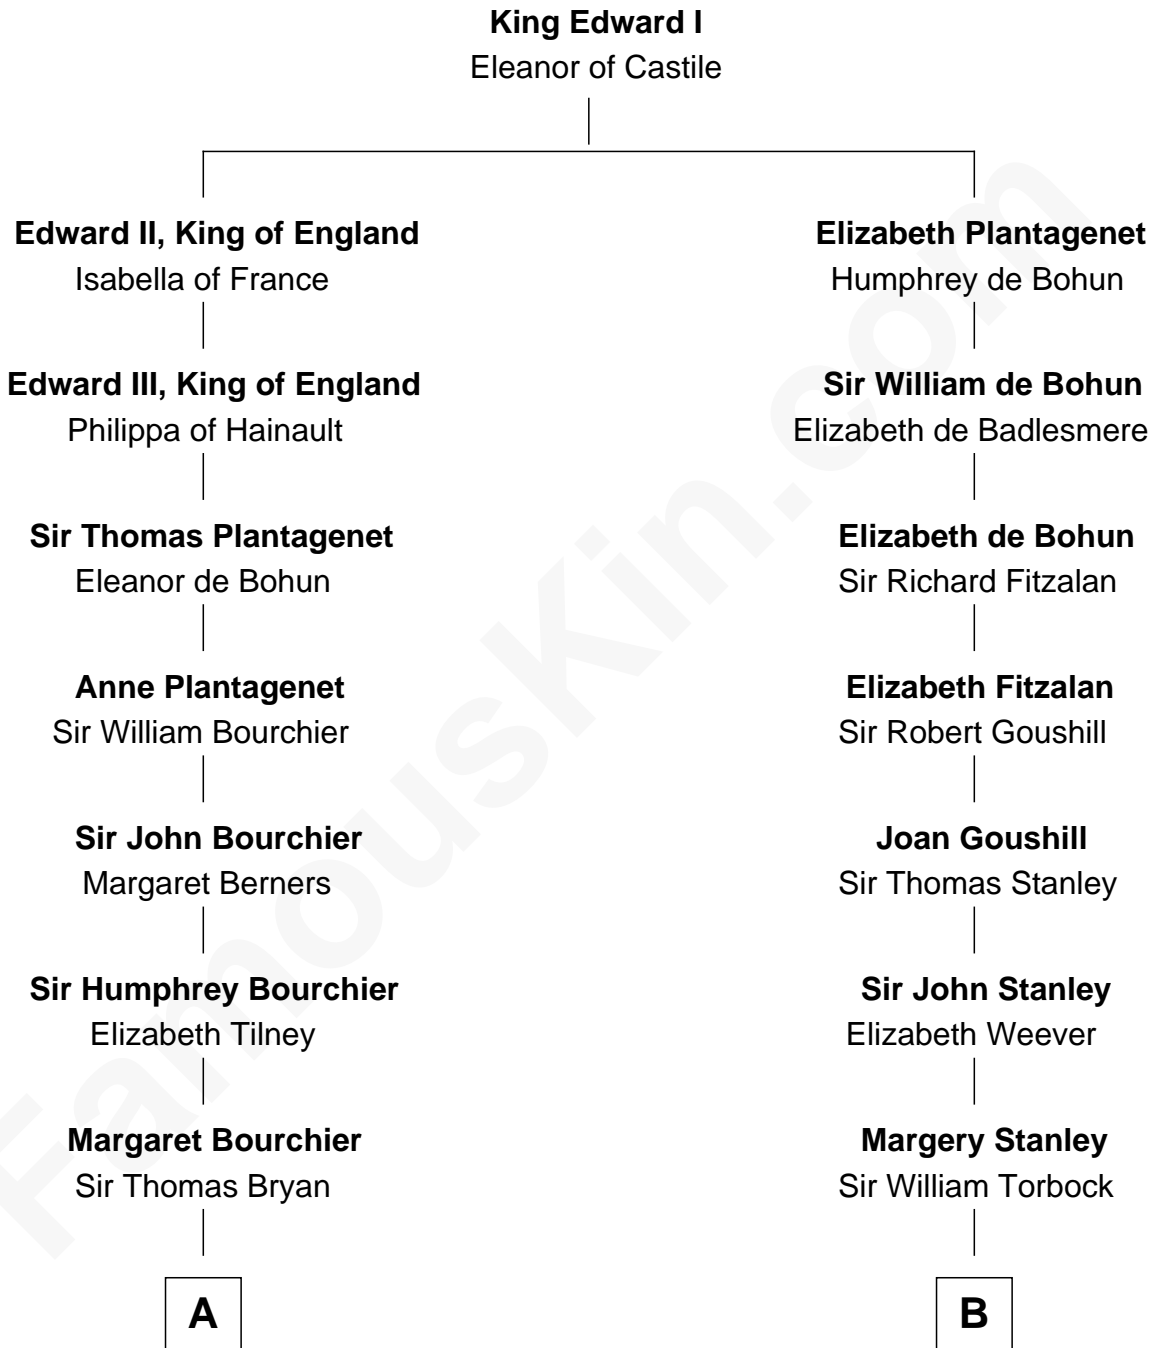 King Edward I
Eleanor of Castile
Edward II, King of England
Isabella of France
Elizabeth Plantagenet
Humphrey de Bohun
Edward III, King of England
Philippa of Hainault
Sir William de Bohun
Elizabeth de Badlesmere
Sir Thomas Plantagenet
Eleanor de Bohun
Elizabeth de Bohun
Sir Richard Fitzalan
Anne Plantagenet
Sir William Bourchier
Elizabeth Fitzalan
Sir Robert Goushill
Sir John Bourchier
Margaret Berners
Joan Goushill
Sir Thomas Stanley
Sir Humphrey Bourchier
Elizabeth Tilney
Sir John Stanley
Elizabeth Weever
Margaret Bourchier
Sir Thomas Bryan
Margery Stanley
Sir William Torbock
A
B
FamousKin.com